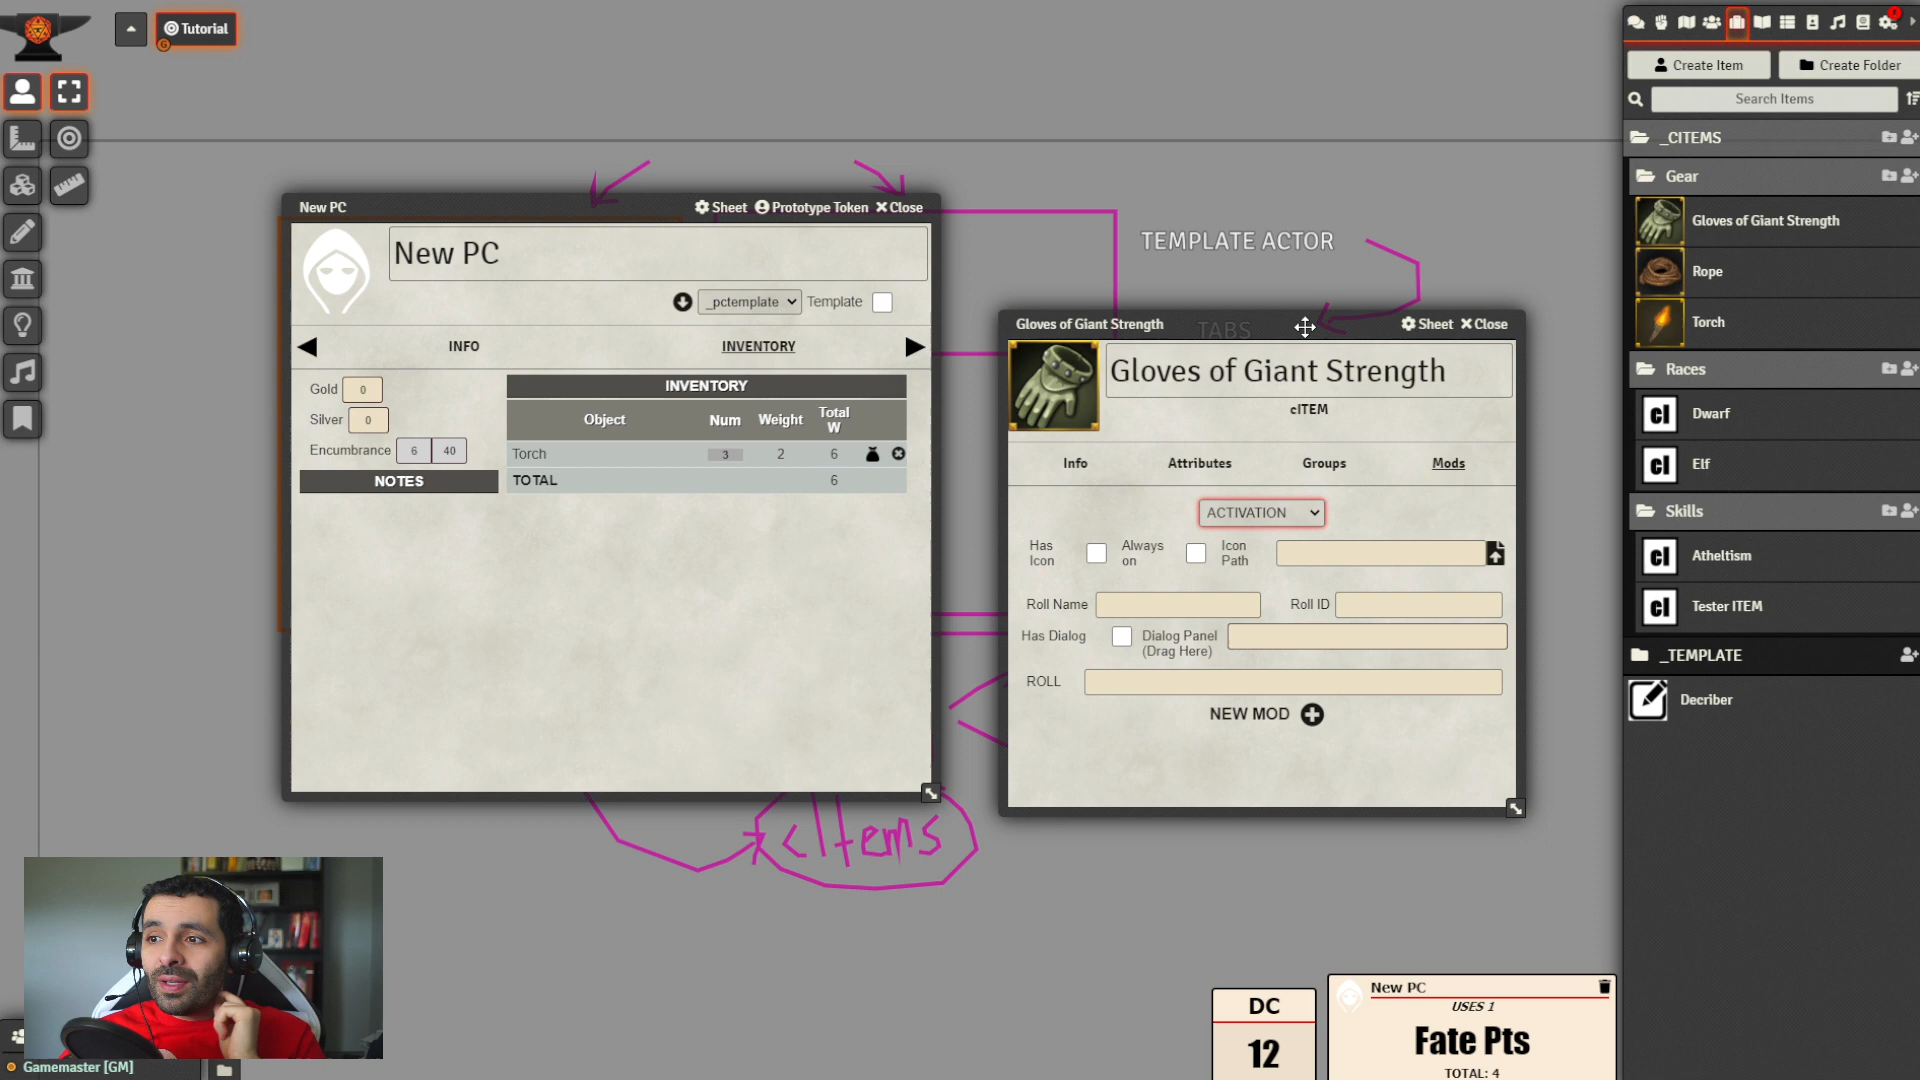 Tutorial
G
New PC
Sheet Prototype Token Close
New PC
_pctemplate Template
INFO INVENTORY
Gold 0
Silver 0
Encumbrance 6 40
NOTES
INVENTORY
Object Num Weight Total W
Torch 3 2 6
TOTAL 6
TEMPLATE ACTOR
TABS
Gloves of Giant Strength
Sheet Close
Gloves of Giant Strength
cITEM
Info Attributes Groups Mods
ACTIVATION
Has Icon Always on Icon Path
Roll Name Roll ID
Has Dialog Dialog Panel (Drag Here)
ROLL
NEW MOD
cItems
Create Item Create Folder
Search Items
_CITEMS
Gear
Gloves of Giant Strength
Rope
Torch
Races
cI Dwarf
cI Elf
Skills
cI Atheltism
cI Tester ITEM
_TEMPLATE
Decriber
DC
12
New PC
USES 1
Fate Pts
TOTAL: 4
Gamemaster [GM]